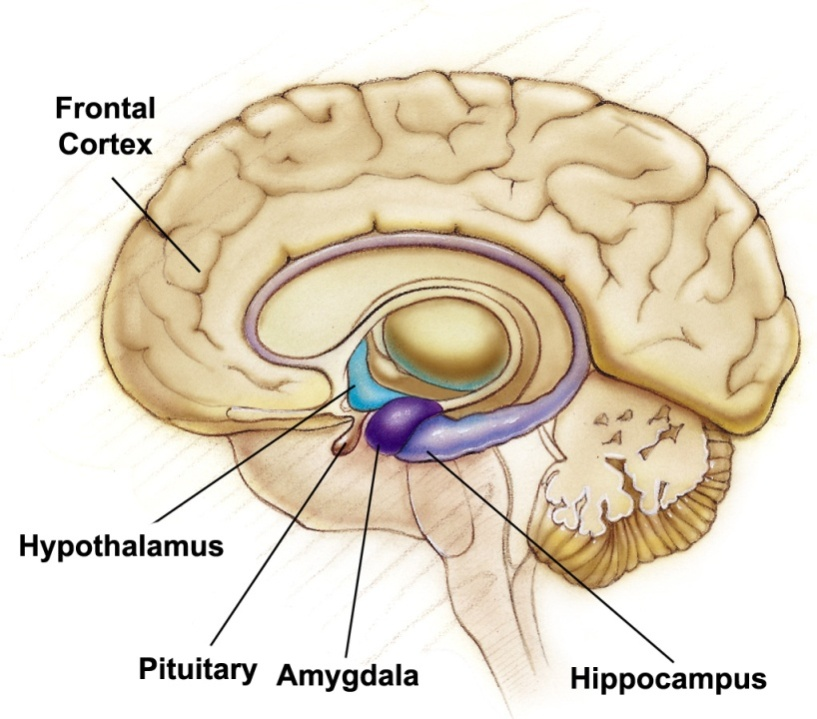 Frontal
Cortex
Hypothalamus
Pituitary
Amygdala
Hippocampus